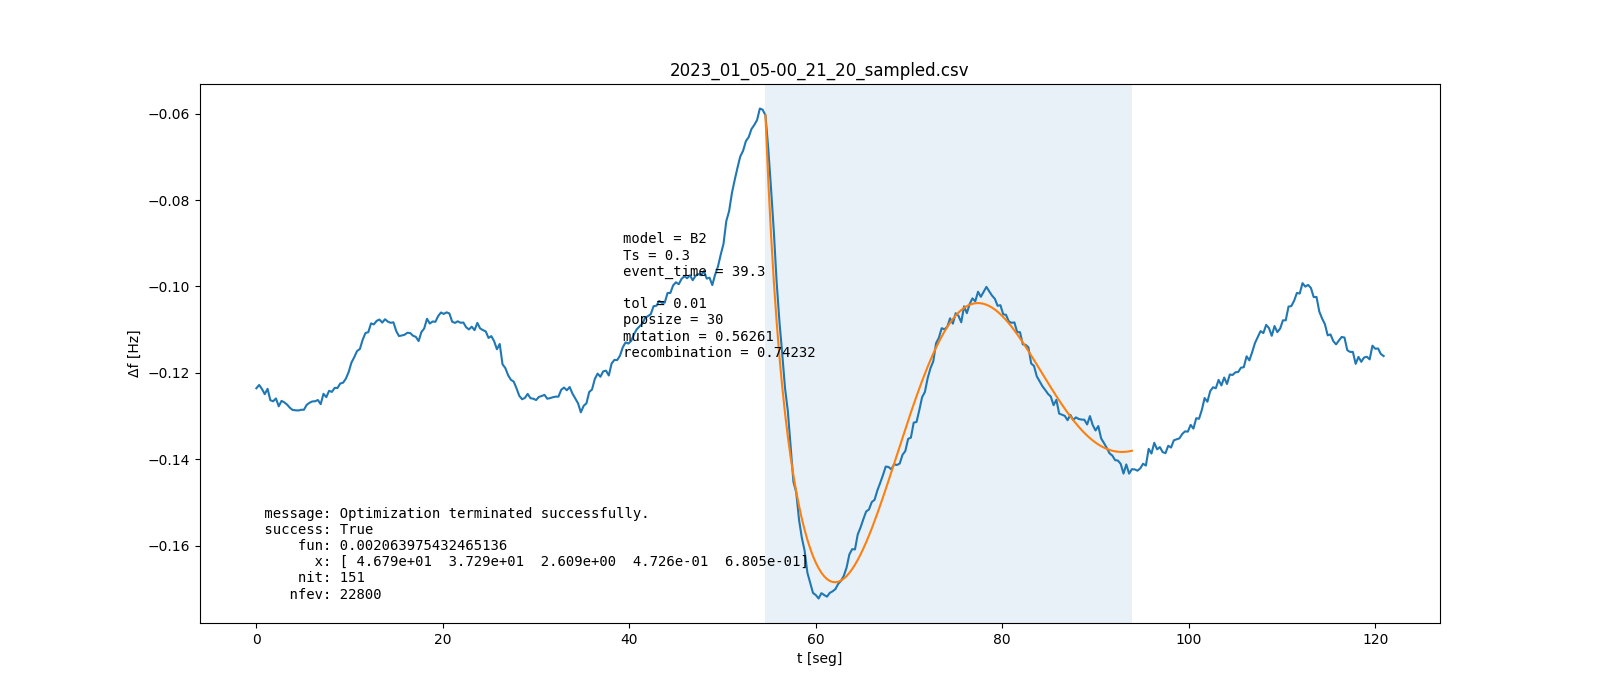 2023_01_05-00_21_20_sampled.csv
−0.06
−0.08
−0.10
−0.12
−0.14
−0.16
Δf [Hz]
model = B2
Ts = 0.3
event_time = 39.3
tol = 0.01
popsize = 30
mutation = 0.56261
recombination = 0.74232
message: Optimization terminated successfully.
success: True
fun: 0.002063975432465136
x: [ 4.679e+01  3.729e+01  2.609e+00  4.726e-01  6.805e-01]
nit: 151
nfev: 22800
0 20 40 60 80 100 120
t [seg]